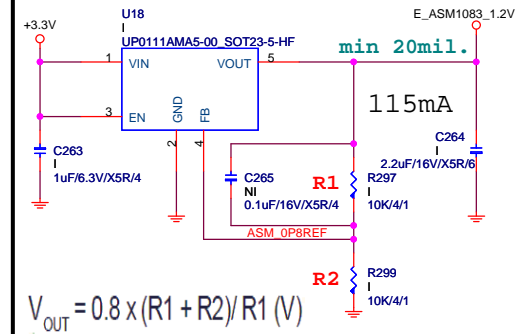 U18
I
UP0111AMA5-00_SOT23-5-HF
E_ASM1083_1.2V
+3.3V
min 20mil.
1 VIN VOUT 5
3 EN GND FB
2 4
115mA
C263
I
1uF/6.3V/X5R/4
C264
I
2.2uF/16V/X5R/6
C265
NI
0.1uF/16V/X5R/4
R1
R297
I
10K/4/1
ASM_0P8REF
R2
R299
I
10K/4/1
VOUT = 0.8 x (R1 + R2)/ R1 (V)